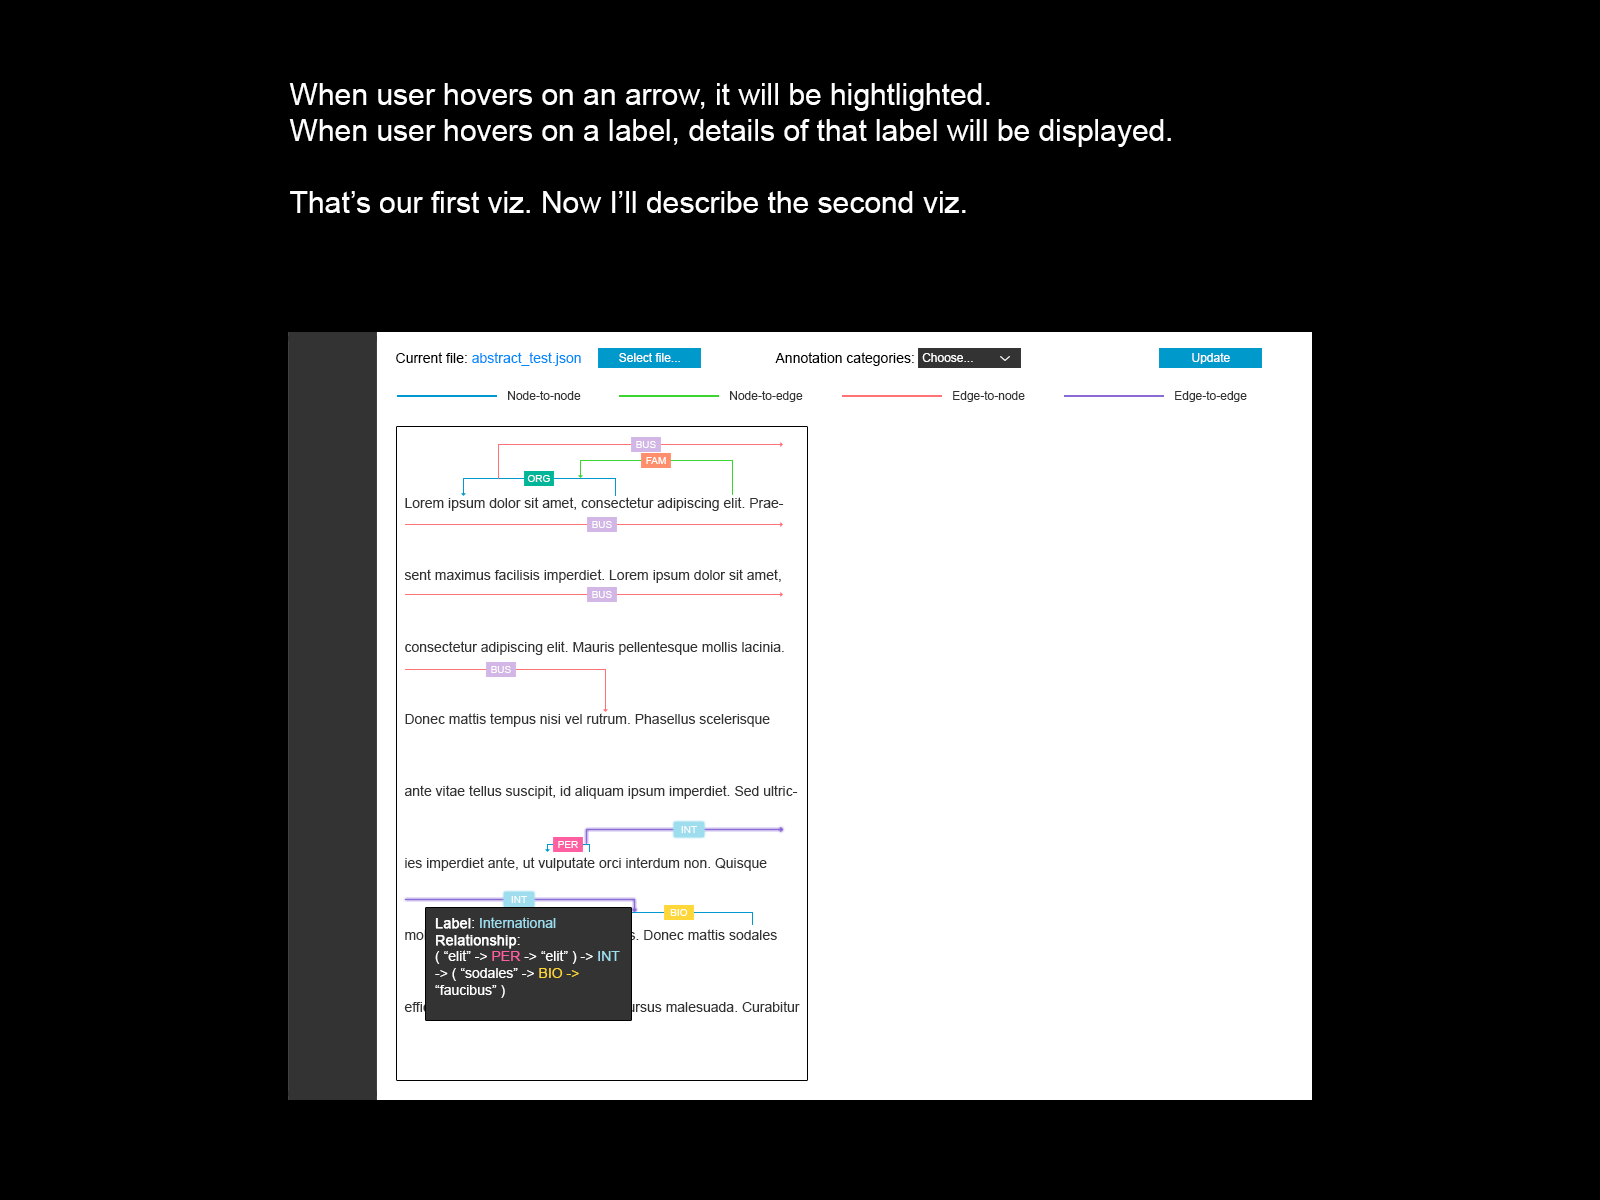 When user hovers on an arrow, it will be hightlighted.
When user hovers on a label, details of that label will be displayed.
That’s our first viz. Now I’ll describe the second viz.
Current file: abstract_test.json
Select file...
Annotation categories:
Choose...
Update
Node-to-node
Node-to-edge
Edge-to-node
Edge-to-edge
BUS
FAM
ORG
Lorem ipsum dolor sit amet, consectetur adipiscing elit. Prae-
BUS
sent maximus facilisis imperdiet. Lorem ipsum dolor sit amet,
BUS
consectetur adipiscing elit. Mauris pellentesque mollis lacinia.
BUS
Donec mattis tempus nisi vel rutrum. Phasellus scelerisque
ante vitae tellus suscipit, id aliquam ipsum imperdiet. Sed ultric-
INT
PER
ies imperdiet ante, ut vulputate orci interdum non. Quisque
INT
BIO
mo
s. Donec mattis sodales
Label: International
Relationship:
( “elit” -> PER -> “elit” ) -> INT
-> ( “sodales” -> BIO ->
“faucibus” )
effi
ursus malesuada. Curabitur